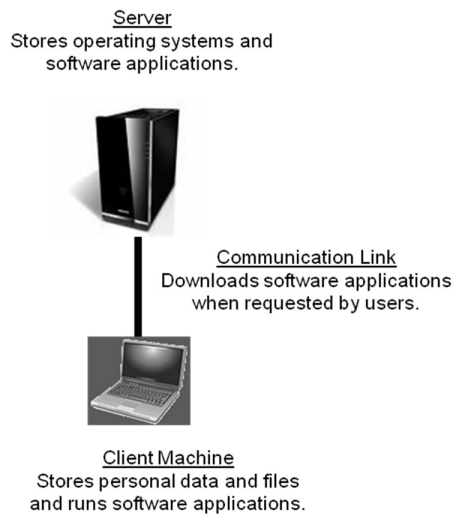 Server
Stores operating systems and
software applications.
Communication Link
Downloads software applications
when requested by users.
Client Machine
Stores personal data and files
and runs software applications.